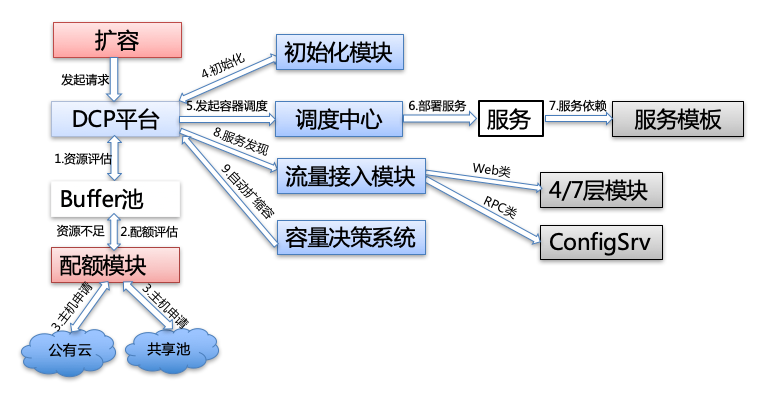 扩容
发起请求
4.初始化
初始化模块
DCP平台
5.发起容器调度
调度中心
6.部署服务
服务
7.服务依赖
服务模板
8.服务发现
流量接入模块
Web类
4/7层模块
RPC类
ConfigSrv
9.自动扩缩容
容量决策系统
1.资源评估
Buffer池
资源不足
2.配额评估
配额模块
3.主机申请
3.主机申请
公有云
共享池